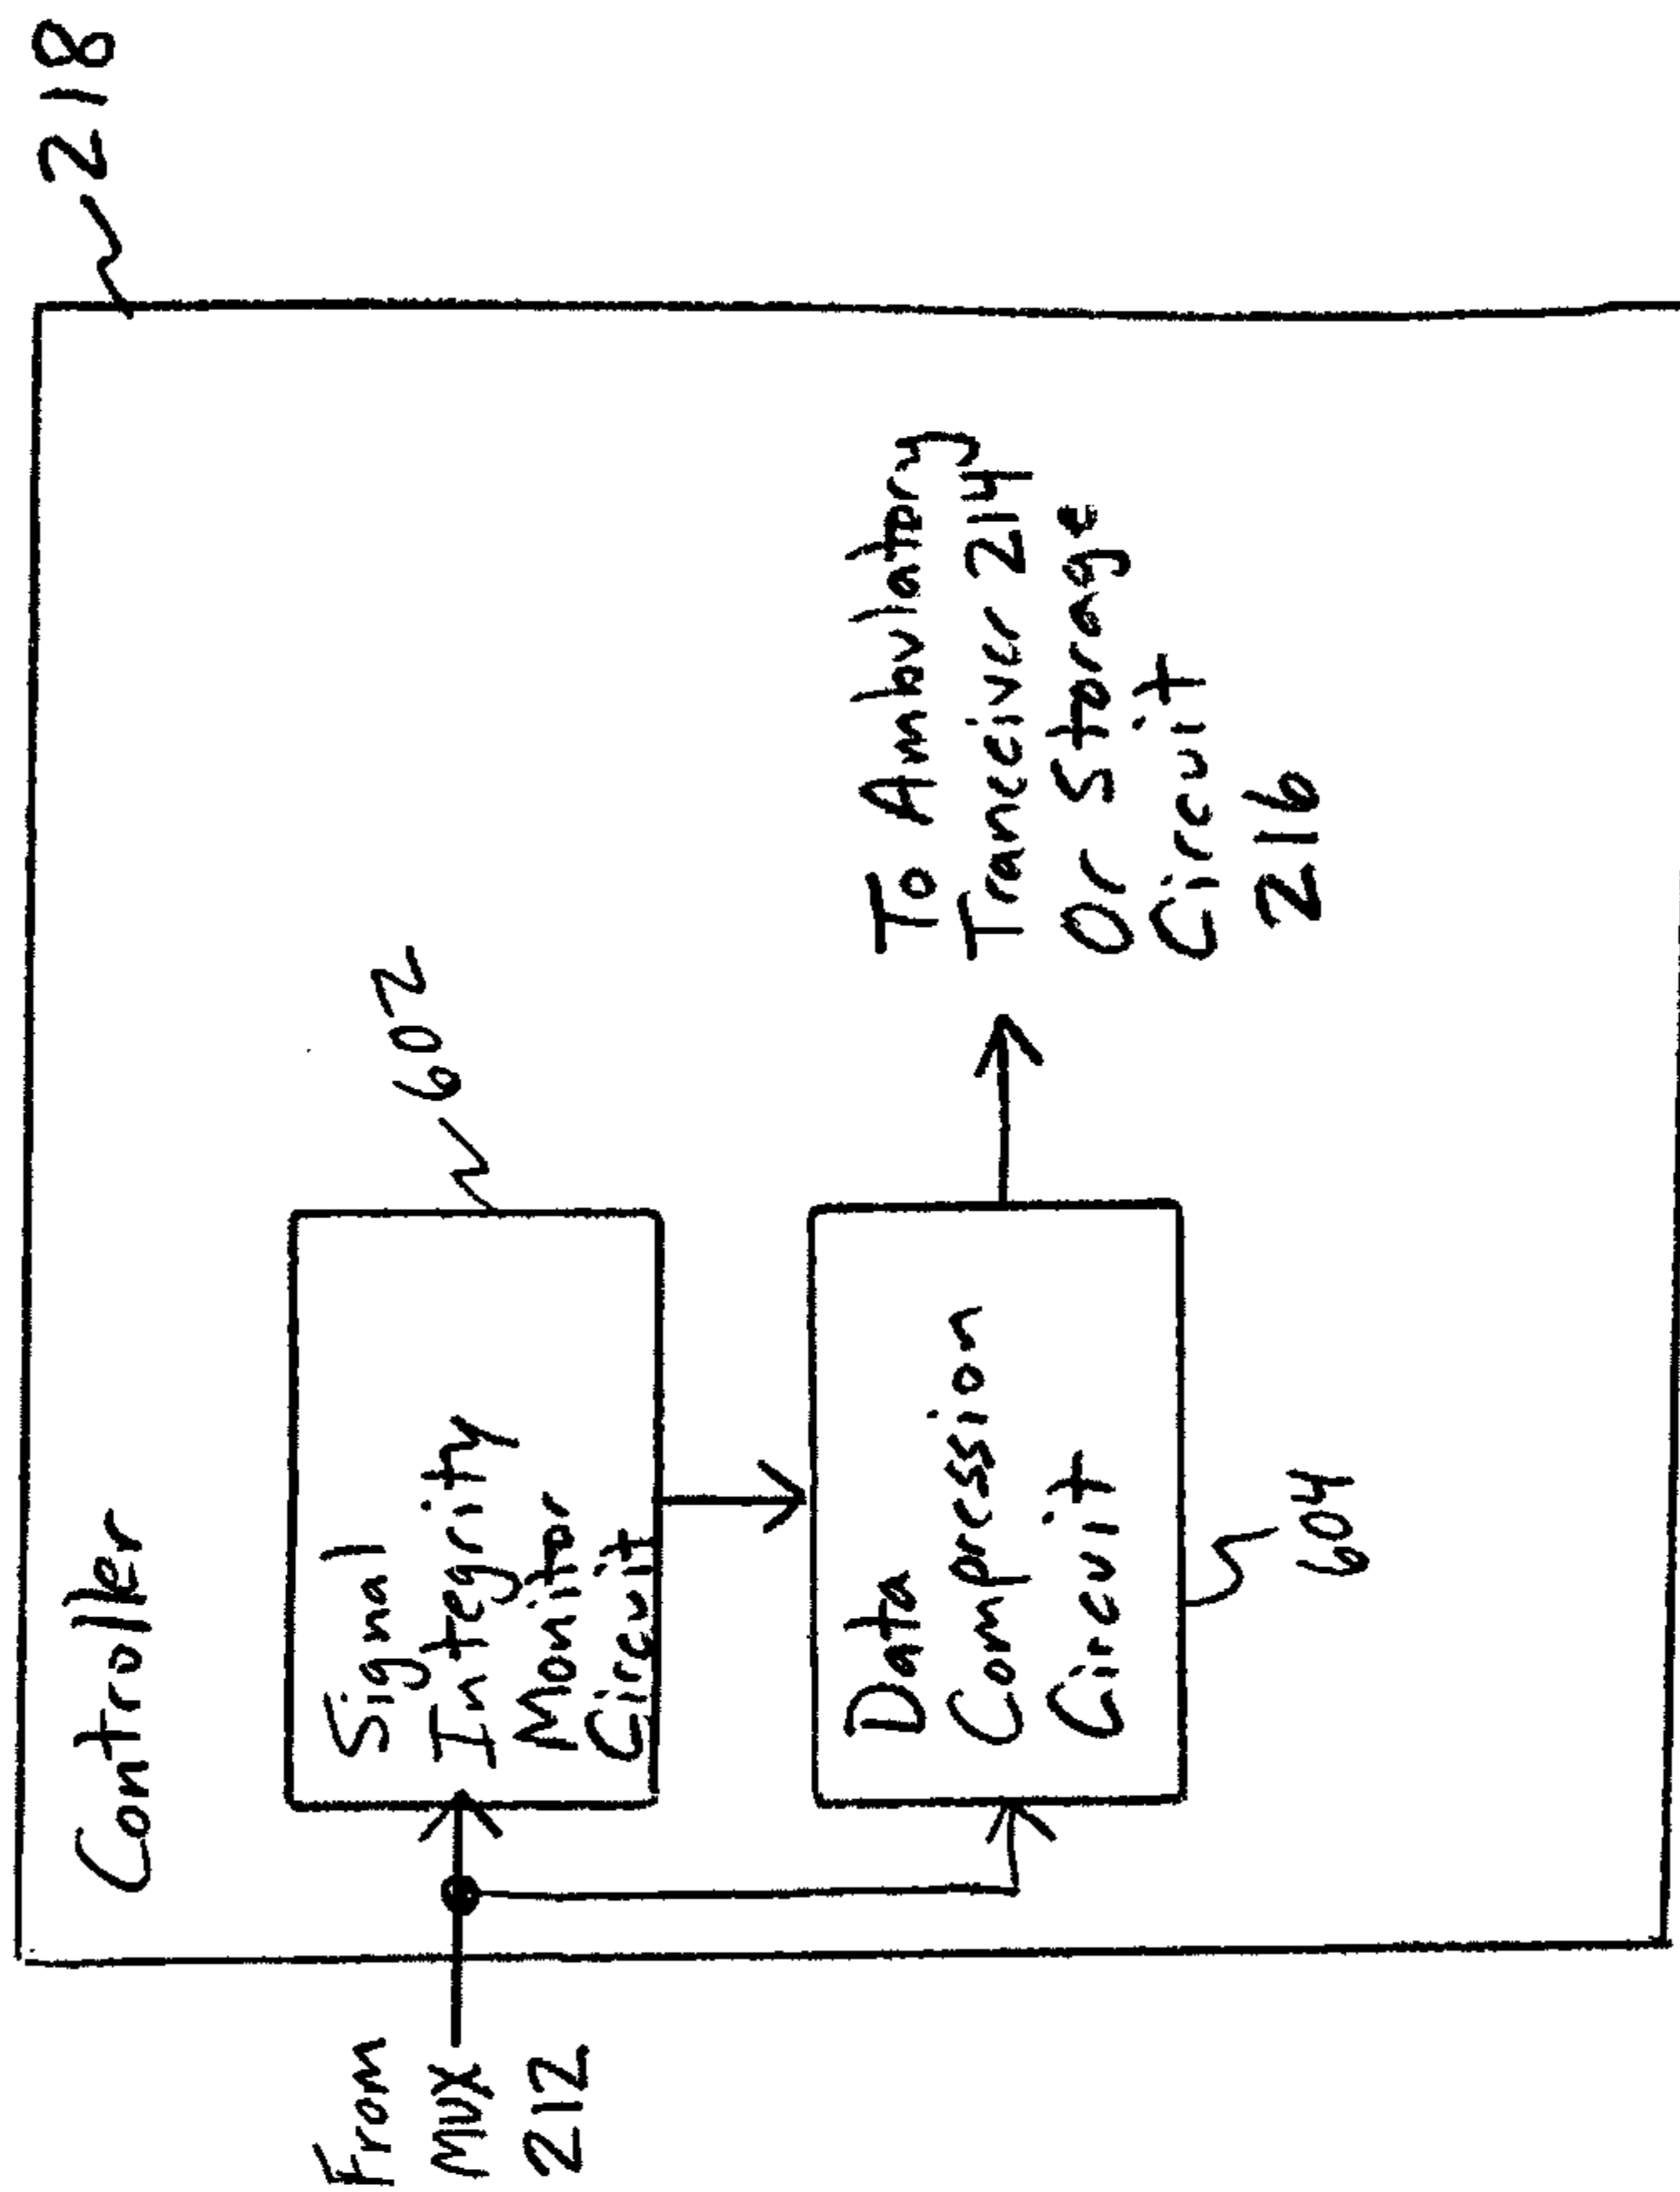 218
Controller
602
From
MUX
212
Signal
Integrity
Monitor
Circuit
Data
Compression
Circuit
604
To Ambulatory
Tranceiver 214
Or Storage
Circuit
216